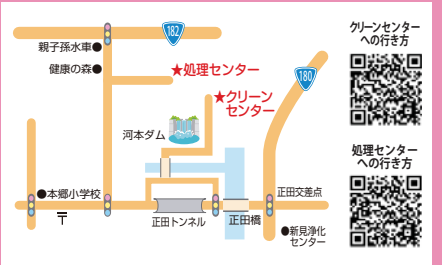 182
親子孫水車●
健康の森●
★処理センター
★クリーン
センター
180
河本ダム
●本郷小学校
〒
正田トンネル
正田橋
正田交差点
●新見浄化
センター
クリーンセンター
への行き方
処理センター
への行き方